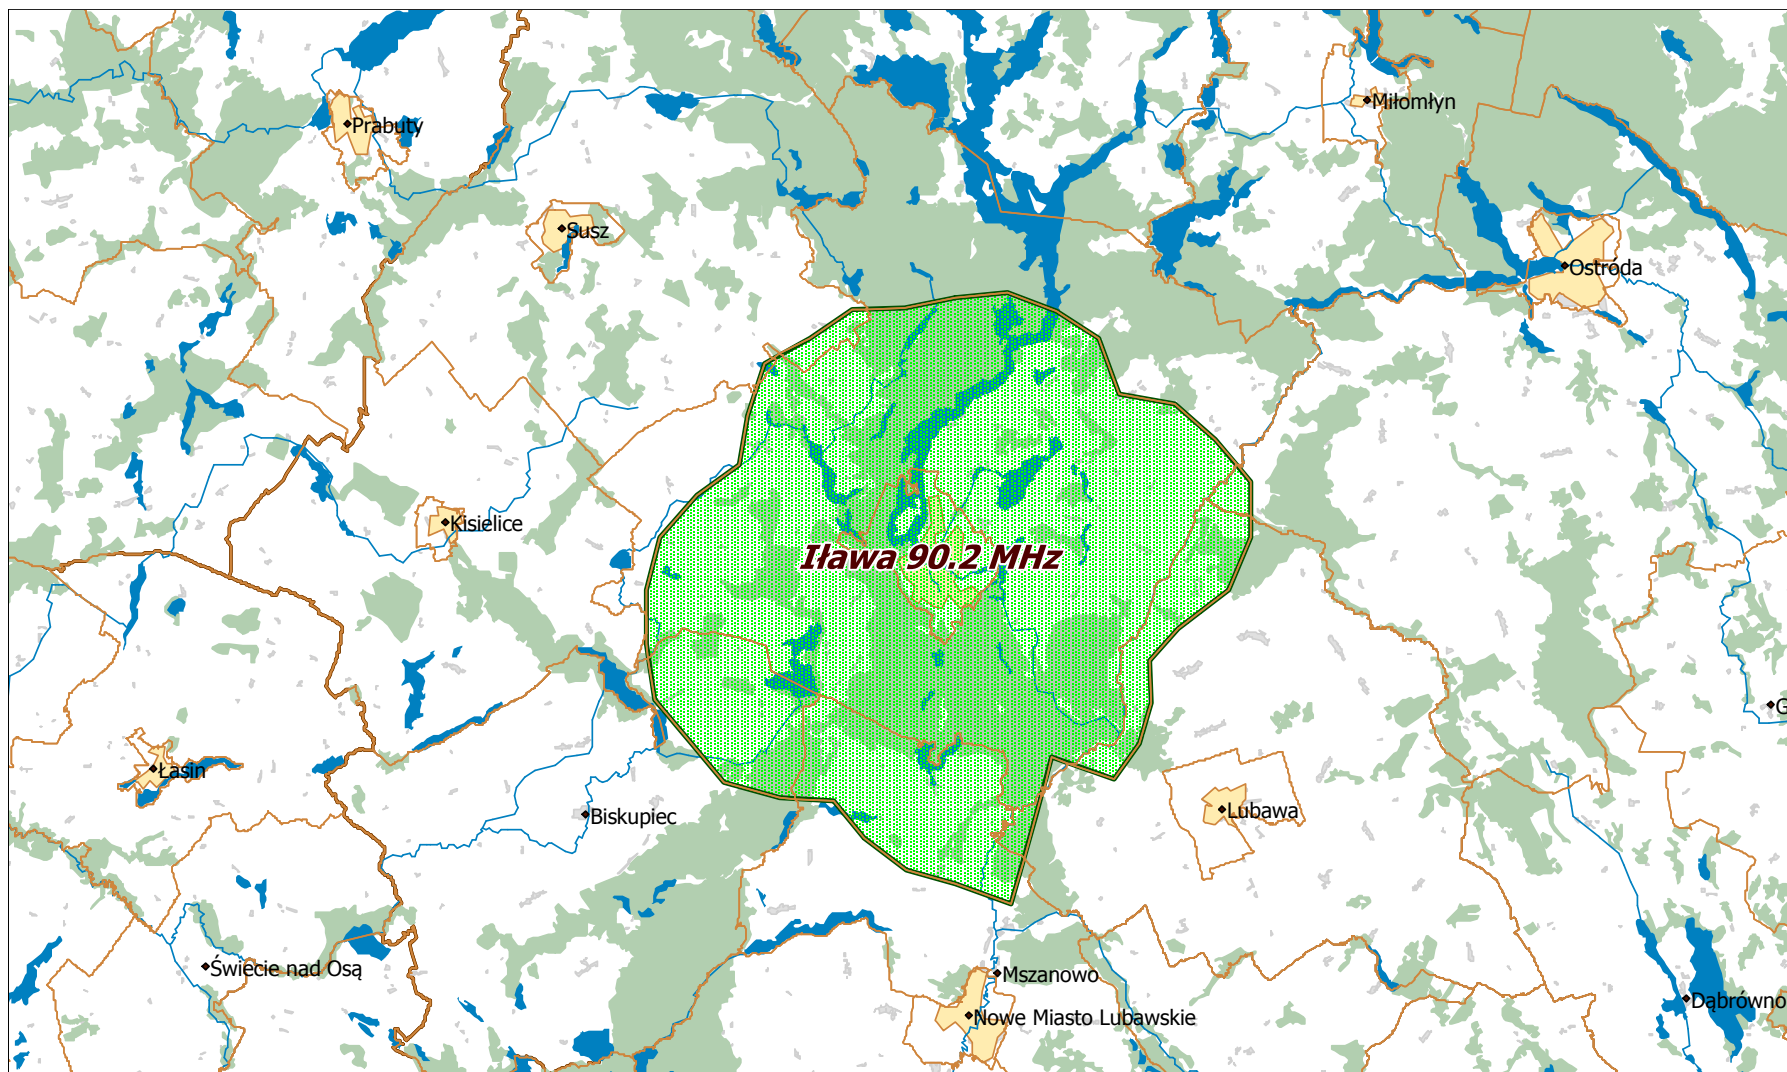 Miłomłyn
Prabuty
Susz
Ostróda
Kisielice
Iława 90.2 MHz
G
Łasin
Biskupiec
Lubawa
Świecie nad Osą
Mszanowo
Dąbrówno
Nowe Miasto Lubawskie